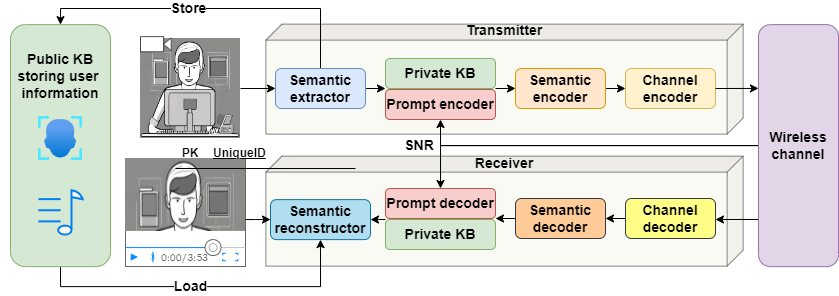 Store
Transmitter
Public KB
storing user
information
Semantic
extractor
Private KB
Prompt encoder
Semantic
encoder
Channel
encoder
Wireless
channel
SNR
PK UniqueID
Receiver
Semantic
reconstructor
Prompt decoder
Private KB
Semantic
decoder
Channel
decoder
0:00/3:53
Load